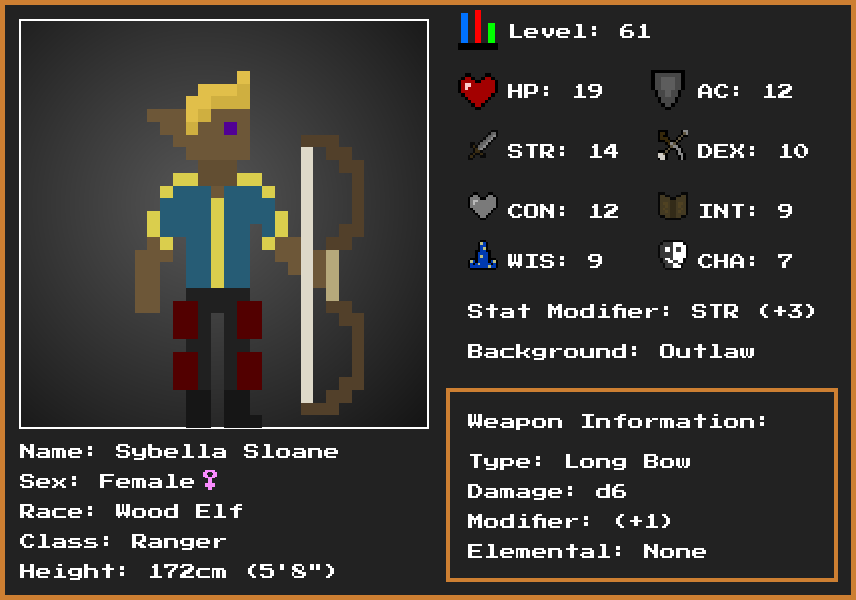 Level: 61
HP: 19 AC: 12
STR: 14 DEX: 10
CON: 12 INT: 9
WIS: 9 CHA: 7
Stat Modifier: STR (+3)
Background: Outlaw
Weapon Information:
Type: Long Bow
Damage: d6
Modifier: (+1)
Elemental: None
Name: Sybella Sloane
Sex: Female♀
Race: Wood Elf
Class: Ranger
Height: 172cm (5'8")